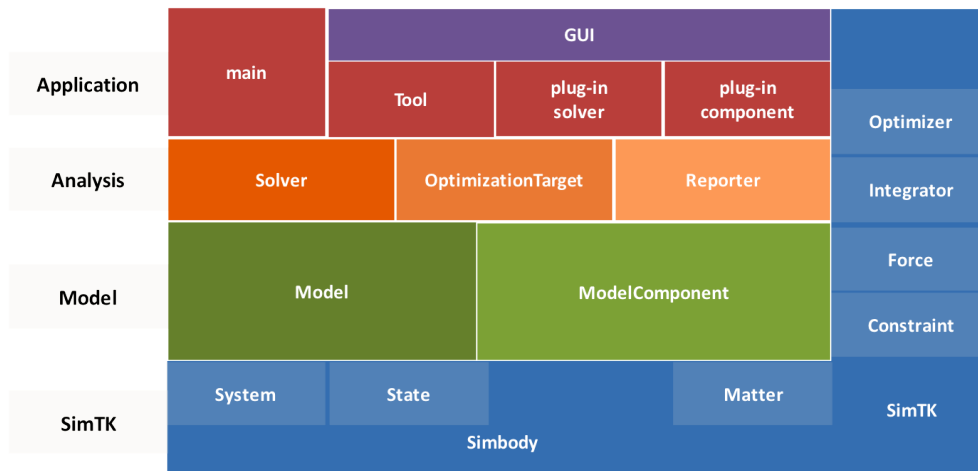 GUI
Application
main
Tool
plug-in
solver
plug-in
component
Optimizer
Analysis
Solver
OptimizationTarget
Reporter
Integrator
Model
Model
ModelComponent
Force
Constraint
SimTK
System
State
Matter
SimTK
Simbody